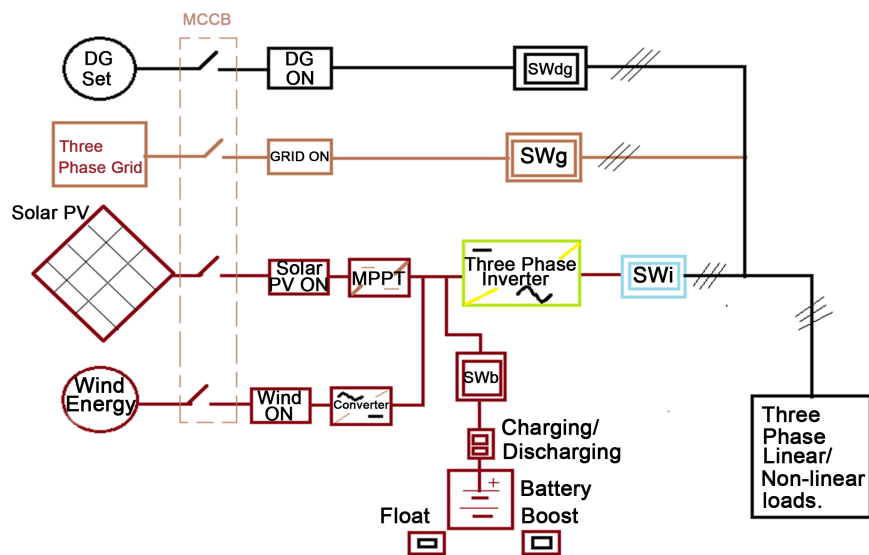 MCCB
DG
Set
DG
ON
SWdg
Three
Phase Grid
GRID ON
SWg
Solar PV
Solar
PV ON
MPPT
Three Phase
Inverter
SWi
Wind
Energy
Wind
ON
Converter
SWb
Charging/
Discharging
+
Battery
Float
Boost
Three
Phase
Linear/
Non-linear
loads.